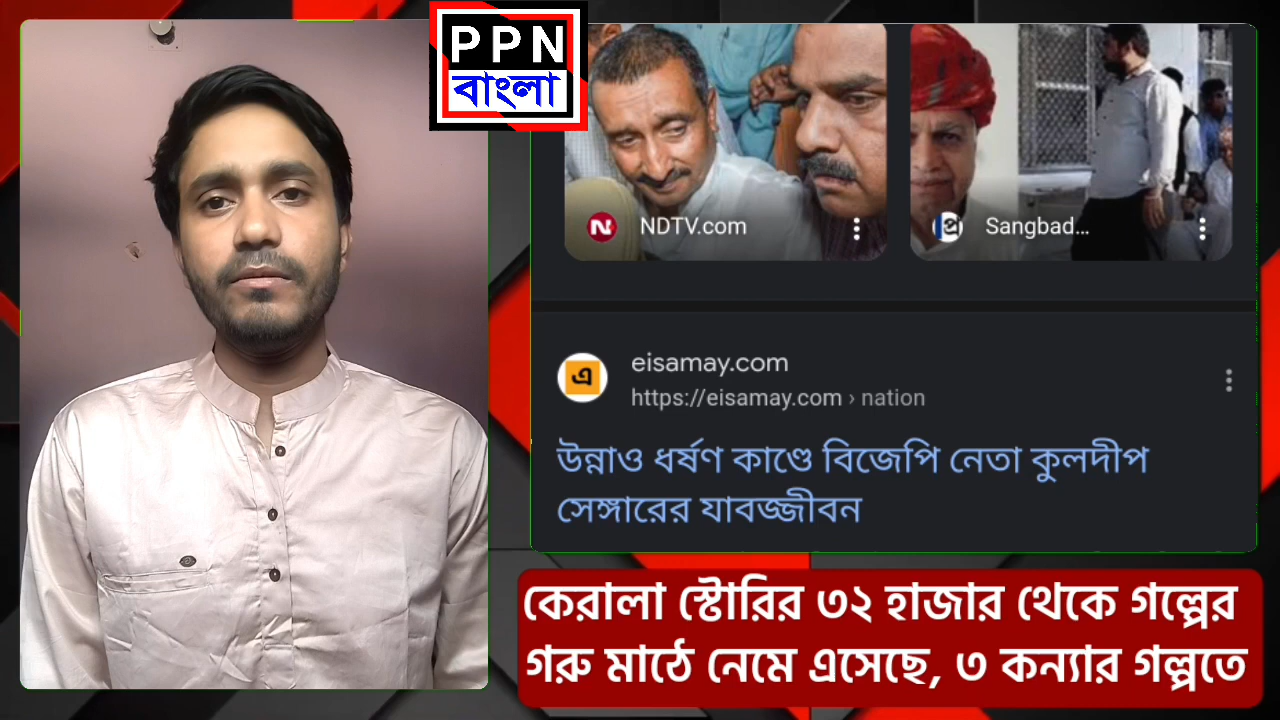 PPN
বাংলা
NDTV.com
Sangbad...
এ
eisamay.com
https://eisamay.com › nation
উন্নাও ধর্ষণ কাণ্ডে বিজেপি নেতা কুলদীপ
সেঙ্গারের যাবজ্জীবন
কেরালা স্টোরির ৩২ হাজার থেকে গল্পের
গরু মাঠে নেমে এসেছে, ৩ কন্যার গল্পতে